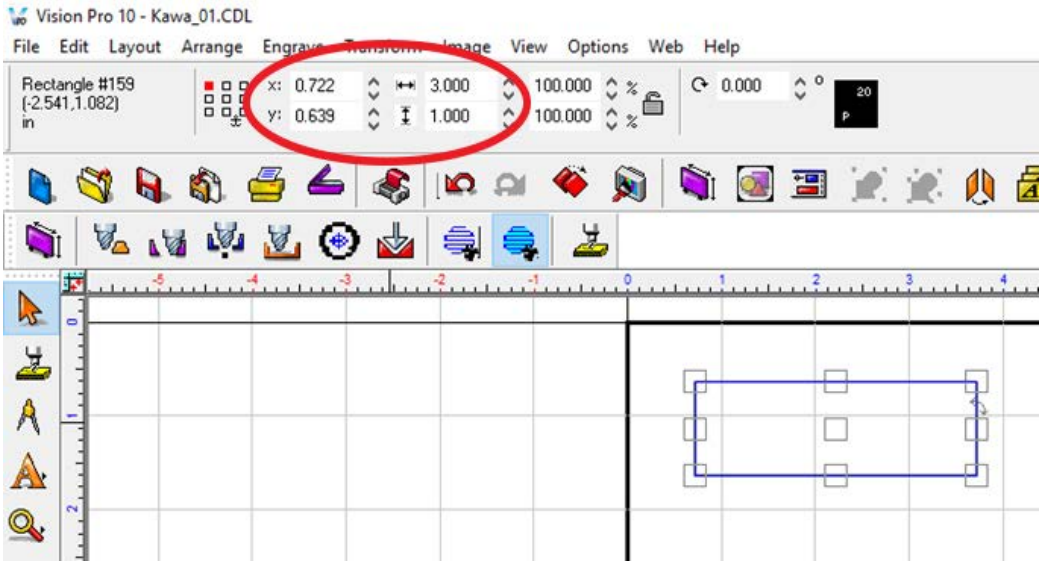 Vision Pro 10 - Kawa_01.CDL
File Edit Layout Arrange Engrave Transform Image View Options Web Help
Rectangle #159
(-2.541,1.082)
in
x: 0.722 3.000 100.000 %
y: 0.639 1.000 100.000 %
0.000 °
20
P
-5 -4 -3 -2 -1 0 1 2 3 4
0
1
2